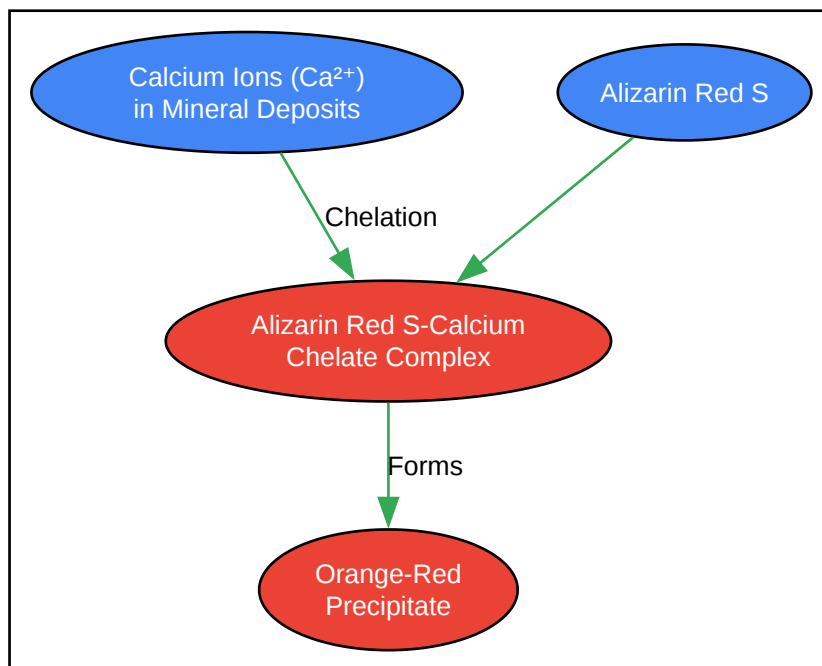 Calcium Ions (Ca²⁺)
in Mineral Deposits
Alizarin Red S
Chelation
Alizarin Red S-Calcium
Chelate Complex
Forms
Orange-Red
Precipitate